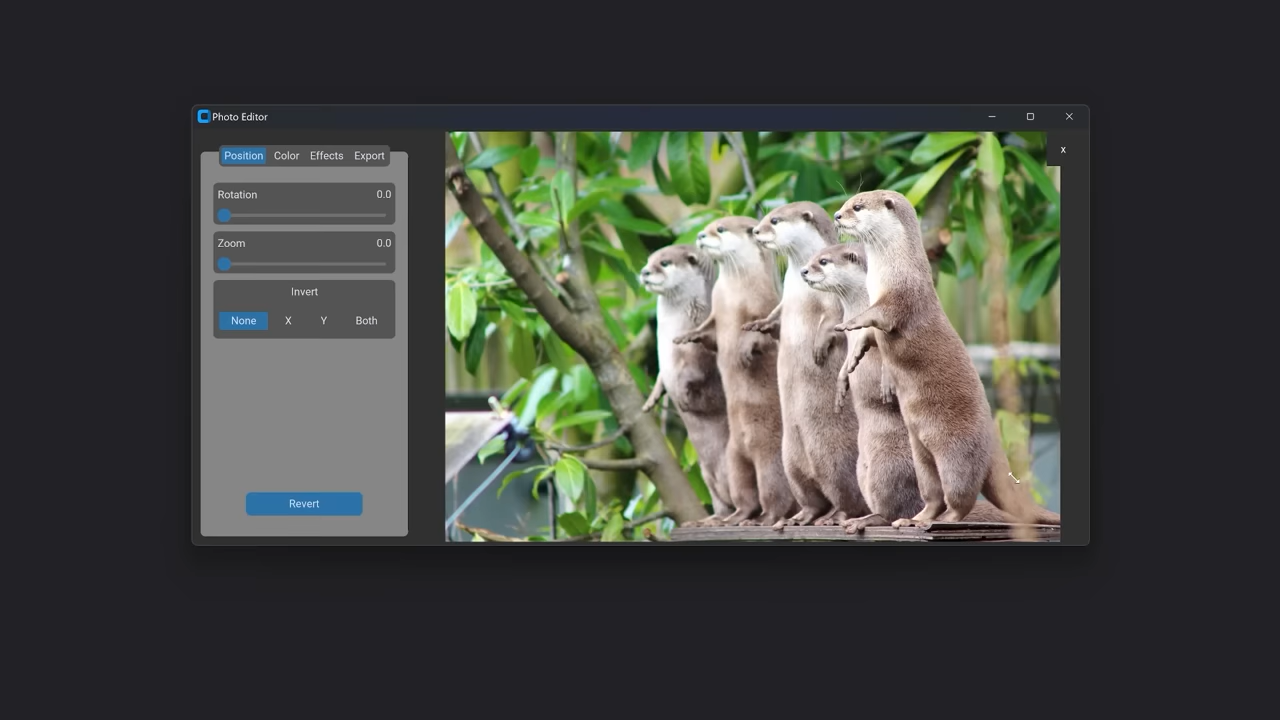 Photo Editor
Position Color Effects Export
x
Rotation 0.0
Zoom 0.0
Invert
None X Y Both
Revert